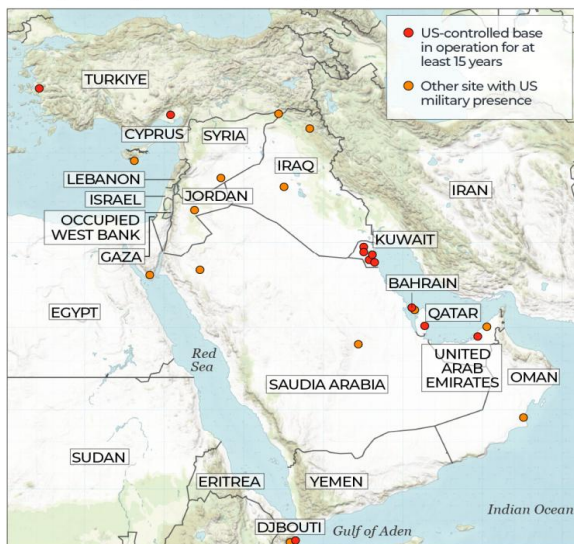 US-controlled base
in operation for at
least 15 years
Other site with US
military presence
TURKIYE
CYPRUS
SYRIA
LEBANON
IRAQ
IRAN
ISRAEL
JORDAN
OCCUPIED
WEST BANK
GAZA
KUWAIT
BAHRAIN
EGYPT
QATAR
Red
Sea
UNITED
ARAB
EMIRATES
OMAN
SAUDIA ARABIA
SUDAN
ERITREA
YEMEN
Indian Ocean
DJBOUTI
Gulf of Aden